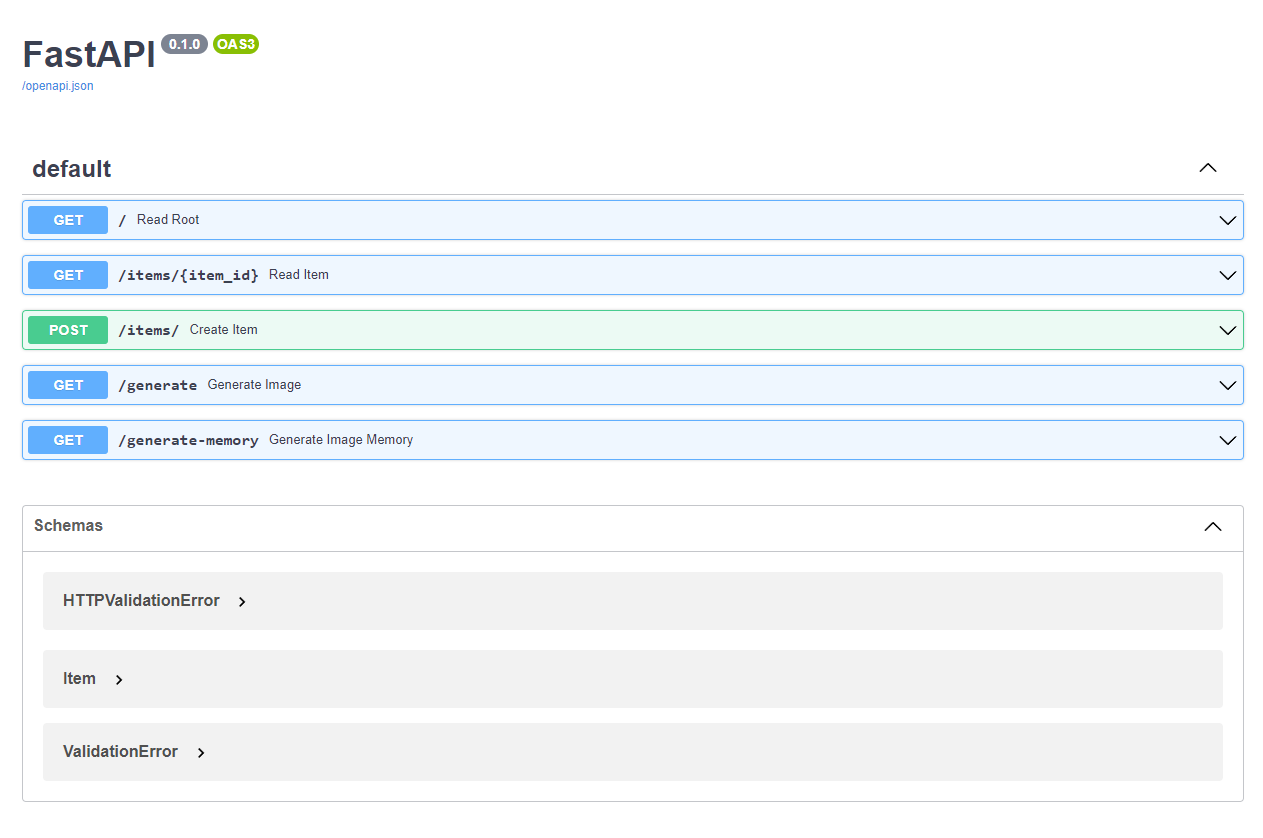 FastAPI 0.1.0 OAS3
/openapi.json
default
GET / Read Root
GET /items/{item_id} Read Item
POST /items/ Create Item
GET /generate Generate Image
GET /generate-memory Generate Image Memory
Schemas
HTTPValidationError
Item
ValidationError